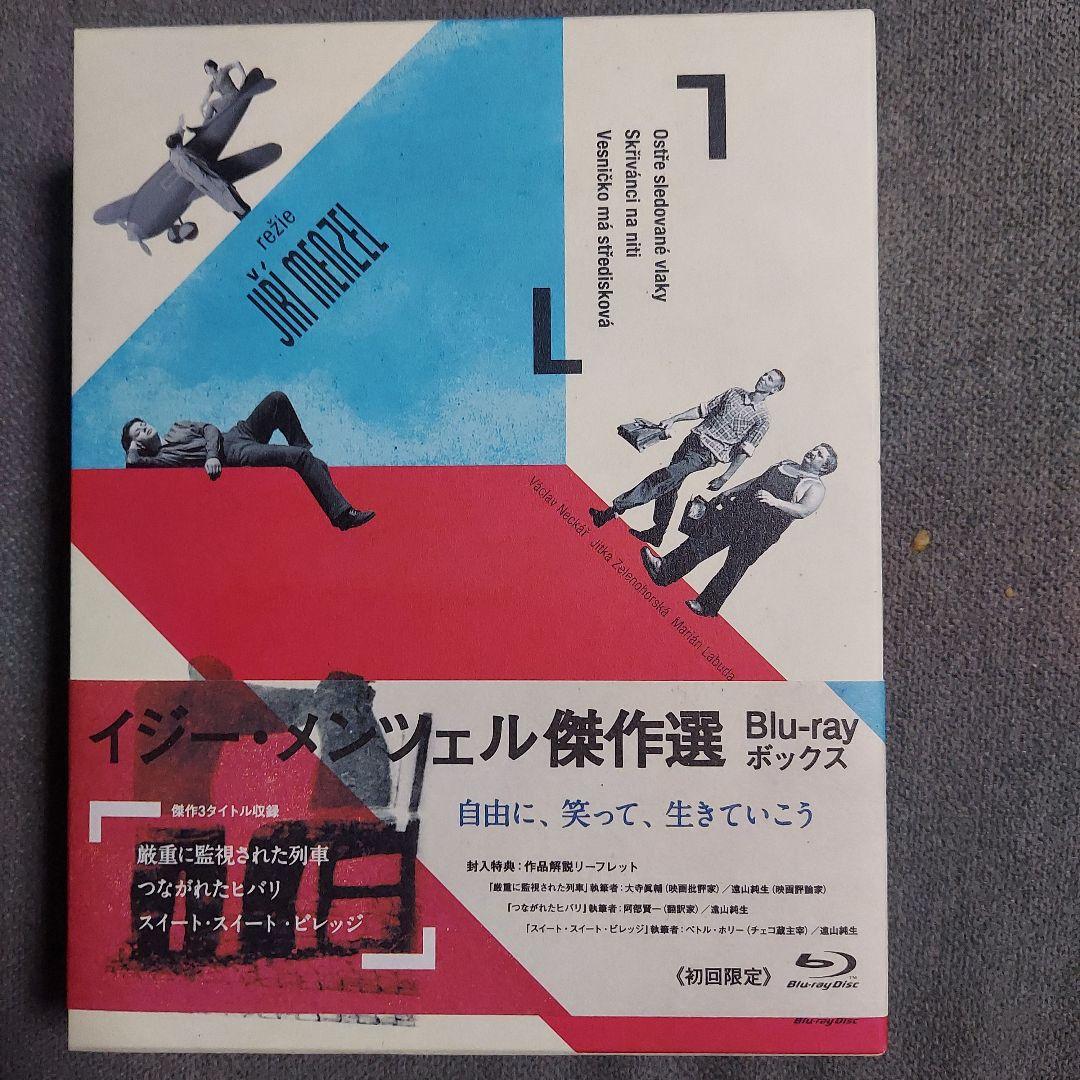 režie
JIŘÍ MENZEL
Ostře sledované vlaky
Skřivánci na niti
Vesničko má středisková
Václav Neckář Jitka Zelenohorská Marián Labuda
イジー・メンツェル傑作選
Blu-ray
ボックス
傑作3タイトル収録
厳重に監視された列車
つながれたヒバリ
スイート・スイート・ビレッジ
自由に、笑って、生きていこう
封入特典：作品解説リーフレット
「厳重に監視された列車」執筆者：大寺眞輔（映画批評家）／遠山純生（映画評論家）
「つながれたヒバリ」執筆者：阿部賢一（翻訳家）／遠山純生
「スイート・スイート・ビレッジ」執筆者：ペトル・ホリー（チェコ蔵主宰）／遠山純生
《初回限定》
Blu-ray Disc
Blu-ray Disc